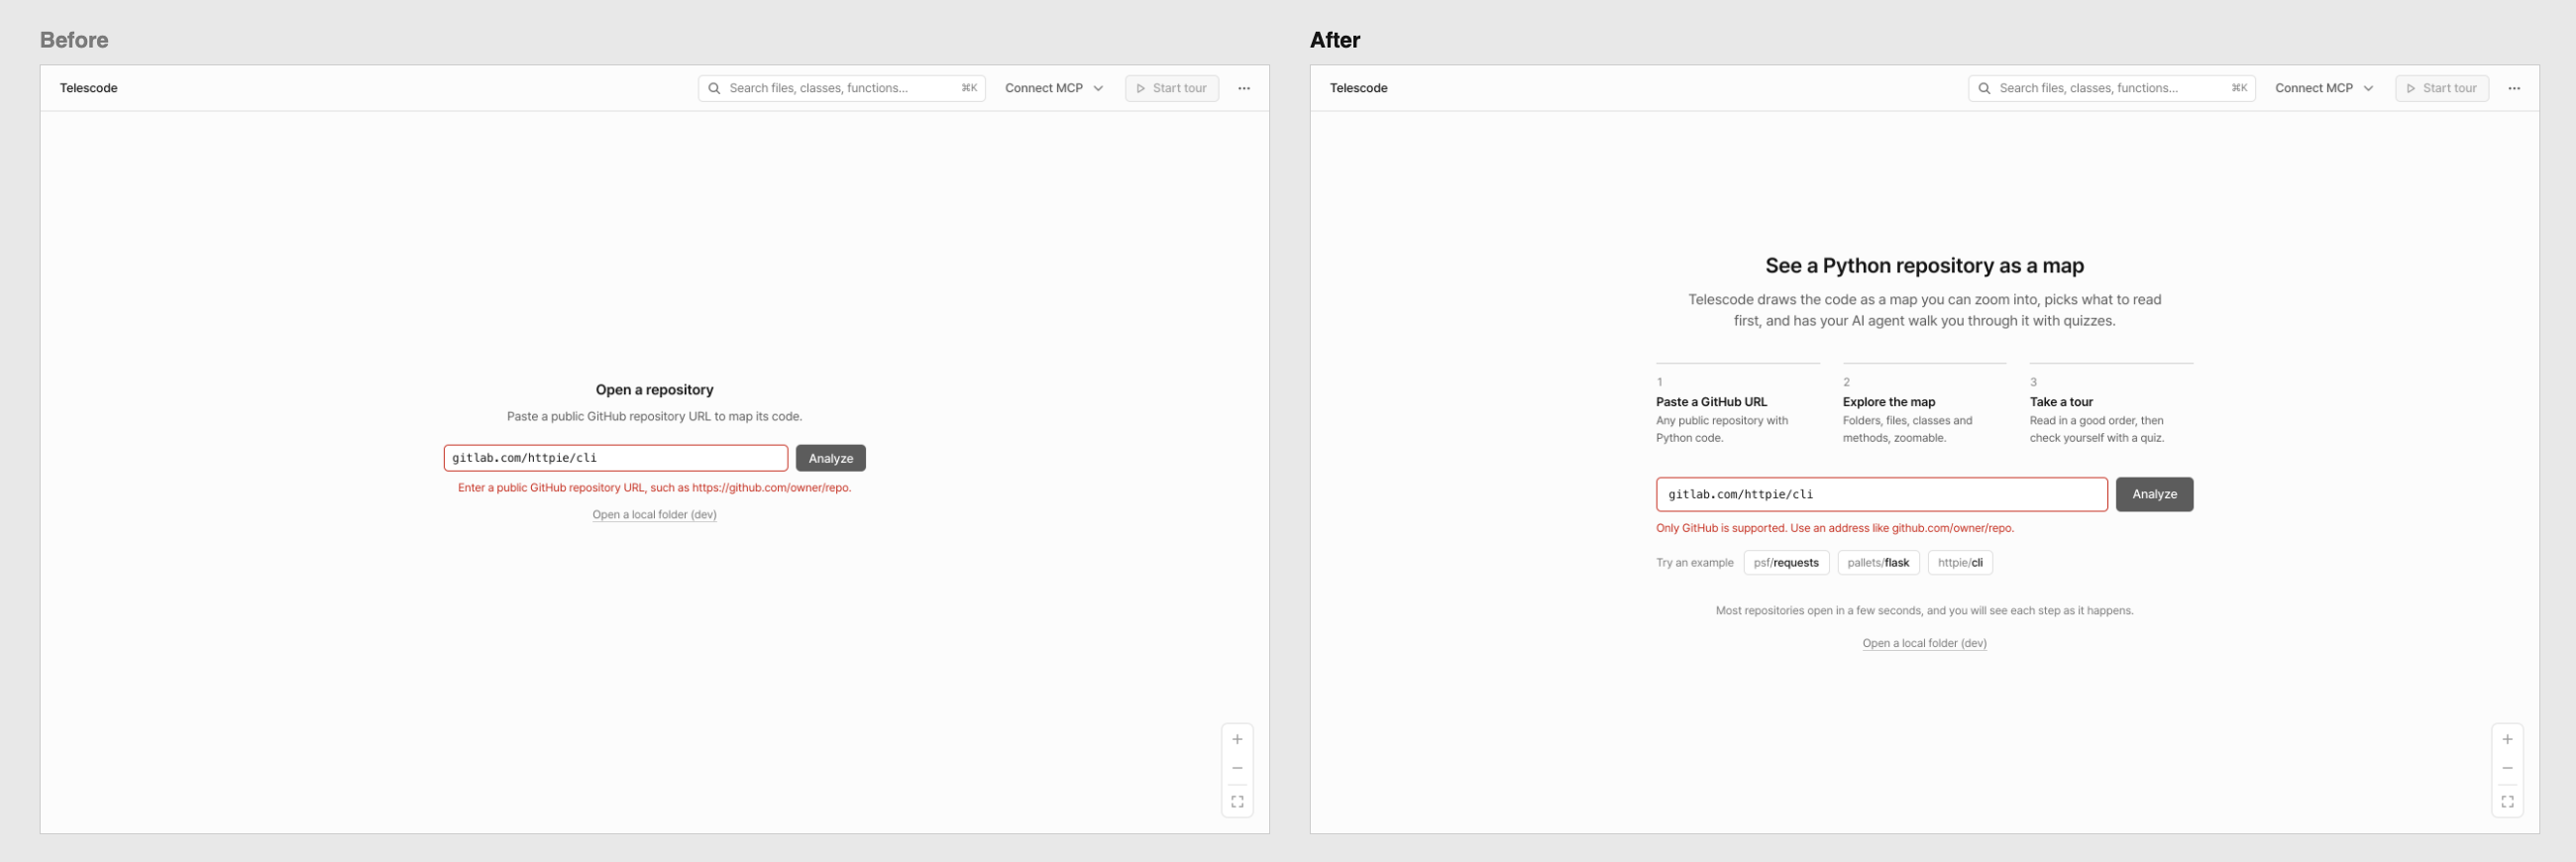 Before
Telescode
Search files, classes, functions... ⌘K
Connect MCP
Start tour
Open a repository
Paste a public GitHub repository URL to map its code.
gitlab.com/httpie/cli
Analyze
Enter a public GitHub repository URL, such as https://github.com/owner/repo.
Open a local folder (dev)
After
Telescode
Search files, classes, functions... ⌘K
Connect MCP
Start tour
See a Python repository as a map
Telescode draws the code as a map you can zoom into, picks what to read
first, and has your AI agent walk you through it with quizzes.
1
Paste a GitHub URL
Any public repository with
Python code.
2
Explore the map
Folders, files, classes and
methods, zoomable.
3
Take a tour
Read in a good order, then
check yourself with a quiz.
gitlab.com/httpie/cli
Analyze
Only GitHub is supported. Use an address like github.com/owner/repo.
Try an example psf/requests pallets/flask httpie/cli
Most repositories open in a few seconds, and you will see each step as it happens.
Open a local folder (dev)